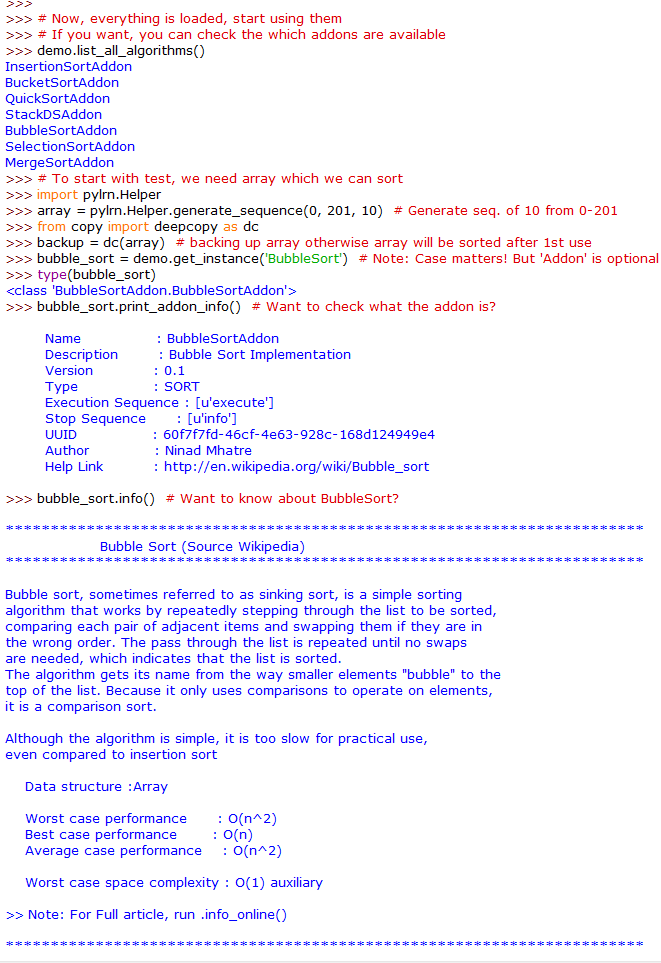 >>>
>>> # Now, everything is loaded, start using them
>>> # If you want, you can check the which addons are available
>>> demo.list_all_algorithms()
InsertionSortAddon
BucketSortAddon
QuickSortAddon
StackDSAddon
BubbleSortAddon
SelectionSortAddon
MergeSortAddon
>>> # To start with test, we need array which we can sort
>>> import pylrn.Helper
>>> array = pylrn.Helper.generate_sequence(0, 201, 10)  # Generate seq. of 10 from 0-201
>>> from copy import deepcopy as dc
>>> backup = dc(array)  # backing up array otherwise array will be sorted after 1st use
>>> bubble_sort = demo.get_instance('BubbleSort')  # Note: Case matters! But 'Addon' is optional
>>> type(bubble_sort)
<class 'BubbleSortAddon.BubbleSortAddon'>
>>> bubble_sort.print_addon_info()  # Want to check what the addon is?
Name : BubbleSortAddon
Description : Bubble Sort Implementation
Version : 0.1
Type : SORT
Execution Sequence : [u'execute']
Stop Sequence : [u'info']
UUID : 60f7f7fd-46cf-4e63-928c-168d124949e4
Author : Ninad Mhatre
Help Link : http://en.wikipedia.org/wiki/Bubble_sort
>>> bubble_sort.info()  # Want to know about BubbleSort?
***********************************************************************
Bubble Sort (Source Wikipedia)
***********************************************************************
Bubble sort, sometimes referred to as sinking sort, is a simple sorting
algorithm that works by repeatedly stepping through the list to be sorted,
comparing each pair of adjacent items and swapping them if they are in
the wrong order. The pass through the list is repeated until no swaps
are needed, which indicates that the list is sorted.
The algorithm gets its name from the way smaller elements "bubble" to the
top of the list. Because it only uses comparisons to operate on elements,
it is a comparison sort.
Although the algorithm is simple, it is too slow for practical use,
even compared to insertion sort
Data structure :Array
Worst case performance : O(n^2)
Best case performance : O(n)
Average case performance : O(n^2)
Worst case space complexity : O(1) auxiliary
>> Note: For Full article, run .info_online()
***********************************************************************